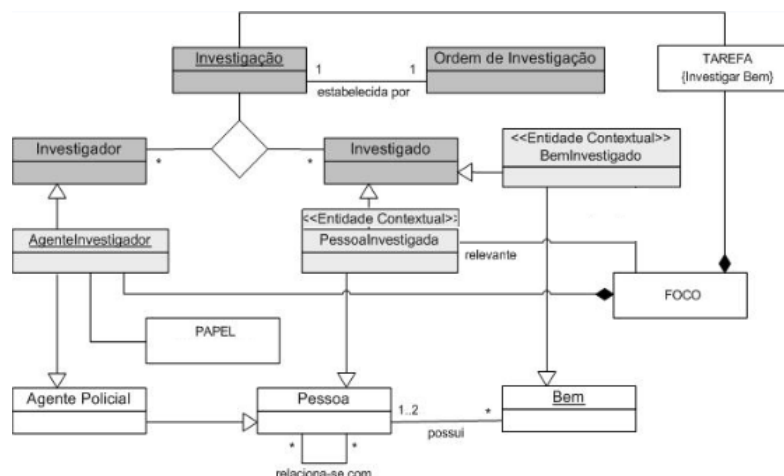 Investigação
Ordem de Investigação
TAREFA
{Investigar Bem}
1
1
estabelecida por
Investigador
*
*
Investigado
<<Entidade Contextual>>
BemInvestigado
AgenteInvestigador
<<Entidade Contextual>>
PessoaInvestigada
relevante
FOCO
PAPEL
Agente Policial
Pessoa
1..2
*
possui
Bem
*
*
relaciona-se com